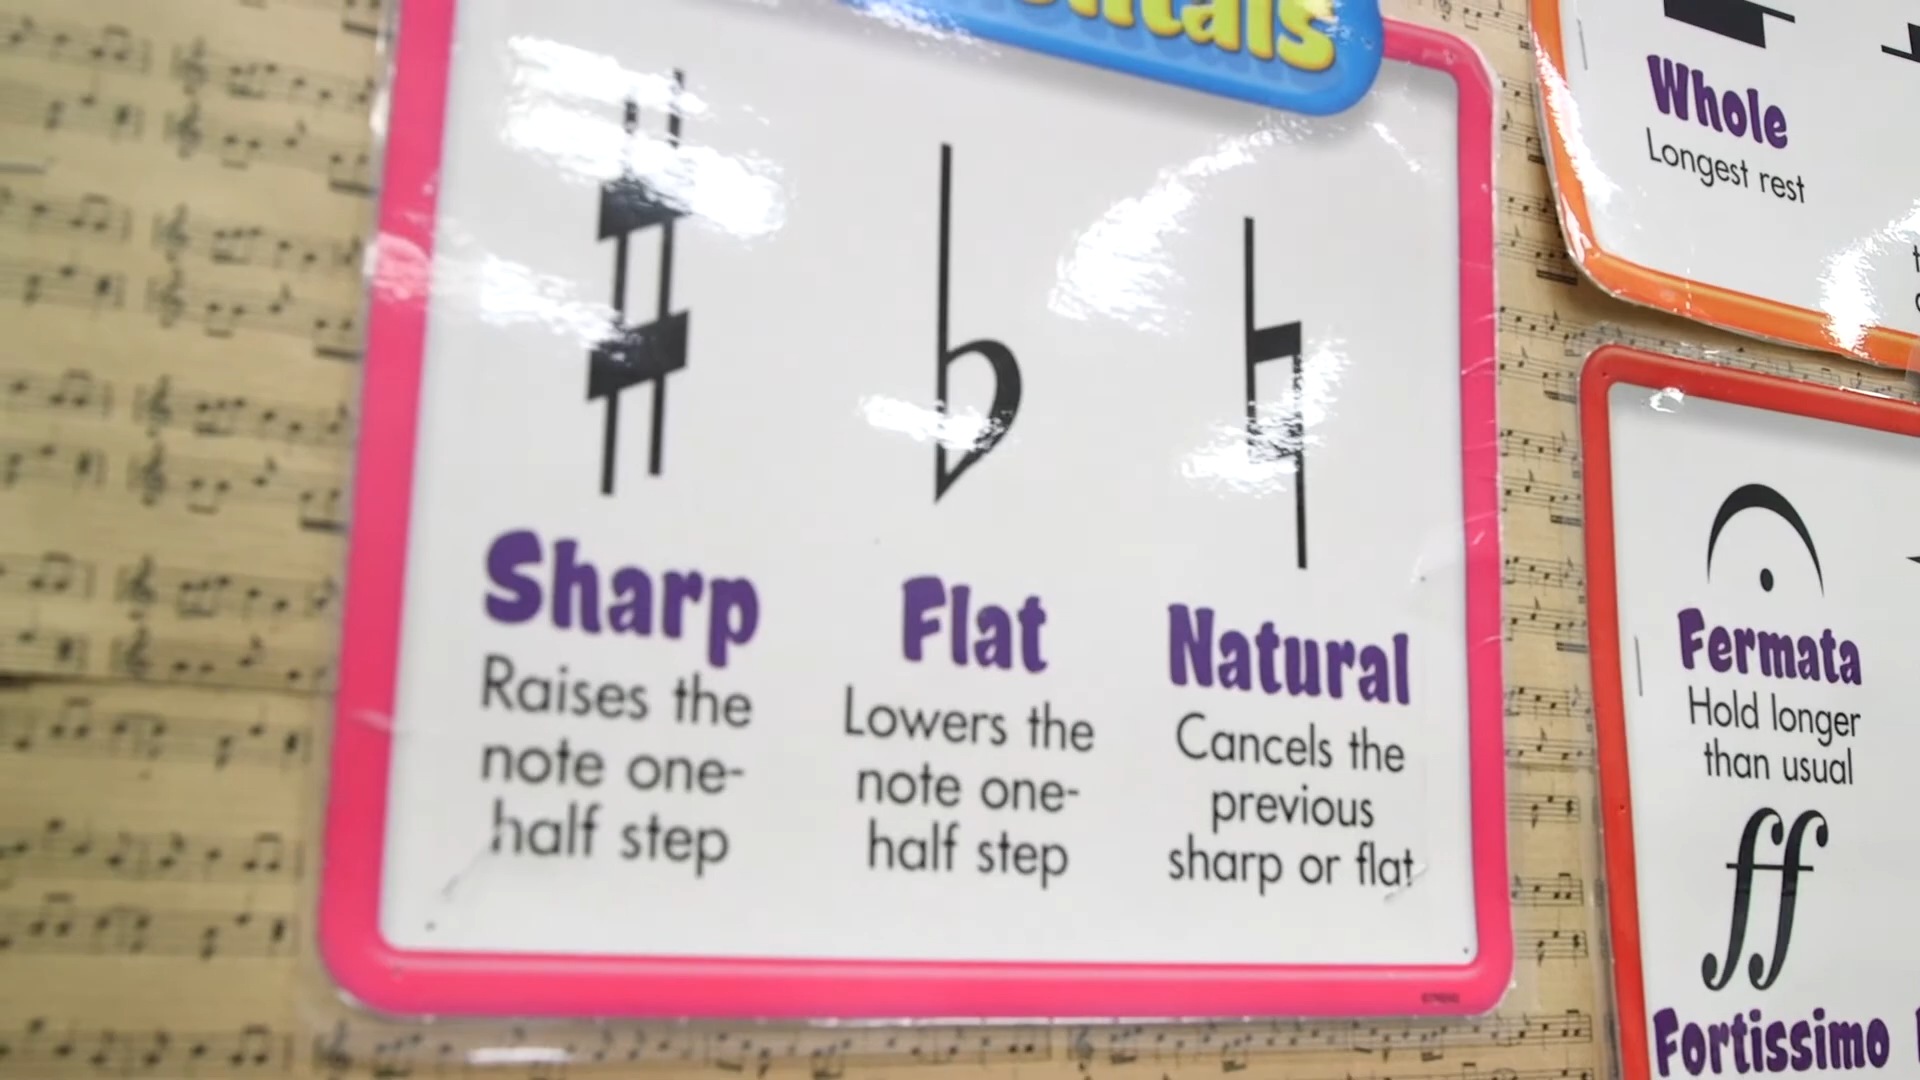 Sharp
Raises the
note one-
half step
Flat
Lowers the
note one-
half step
Natural
Cancels the
previous
sharp or flat
Whole
Longest rest
Fermata
Hold longer
than usual
ff
Fortissimo